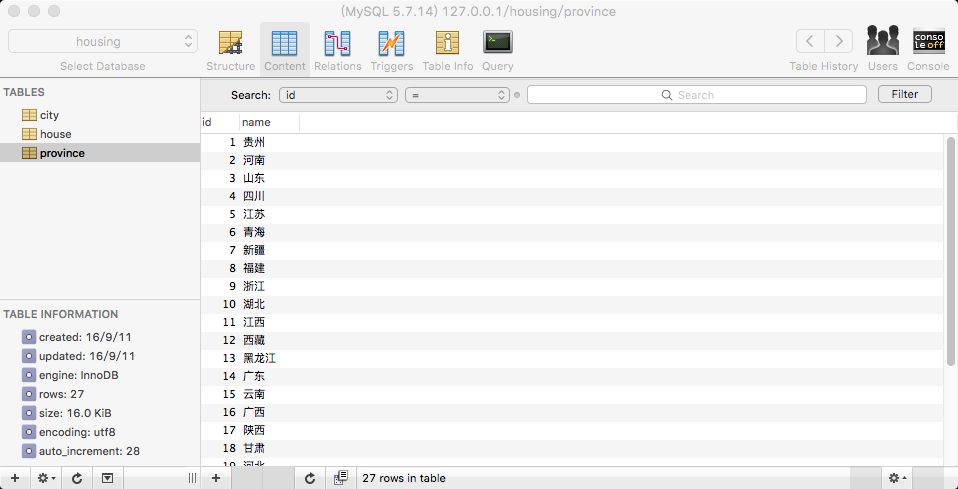 (MySQL 5.7.14) 127.0.0.1/housing/province
housing
Select Database
Structure
Content
Relations
Triggers
Table Info
Query
Table History
Users
conso
le off
Console
TABLES
city
house
province
TABLE INFORMATION
created: 16/9/11
updated: 16/9/11
engine: InnoDB
rows: 27
size: 16.0 KiB
encoding: utf8
auto_increment: 28
Search: id = Search Filter
id name
1 贵州
2 河南
3 山东
4 四川
5 江苏
6 青海
7 新疆
8 福建
9 浙江
10 湖北
11 江西
12 西藏
13 黑龙江
14 广东
15 云南
16 广西
17 陕西
18 甘肃
19 河北
27 rows in table